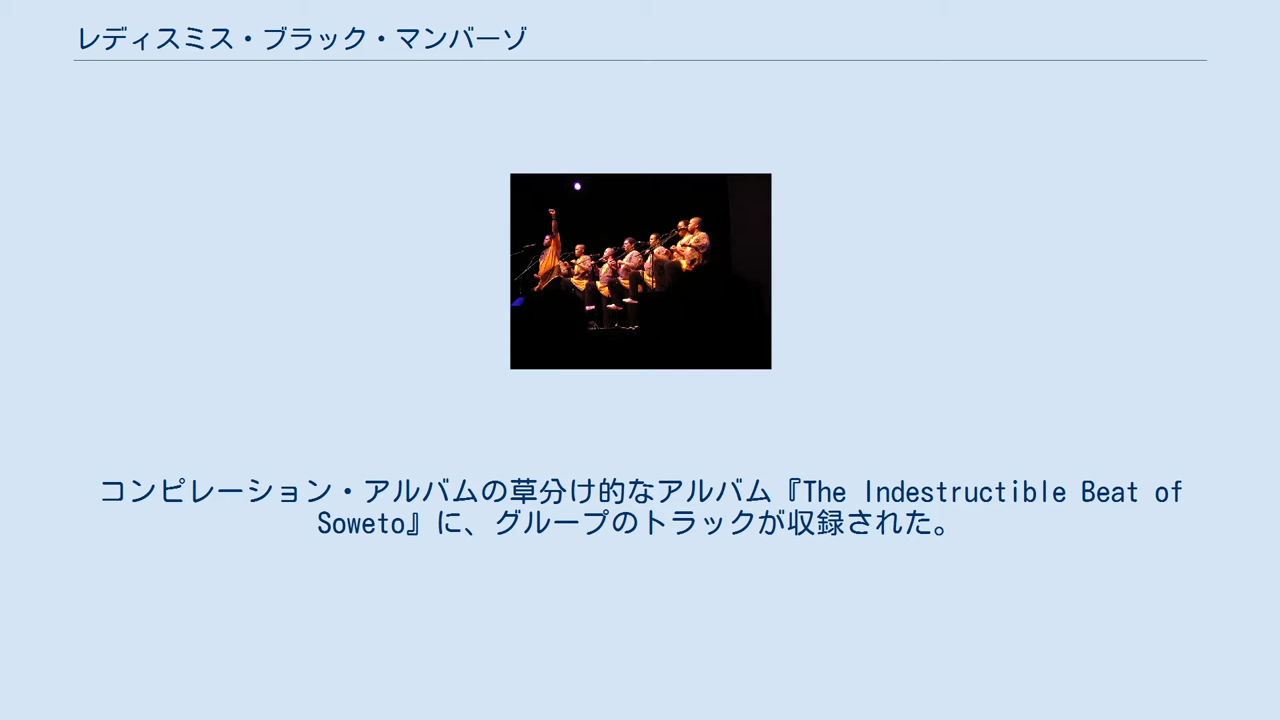 レディスミス・ブラック・マンバーゾ
コンピレーション・アルバムの草分け的なアルバム『The Indestructible Beat of
Soweto』に、グループのトラックが収録された。